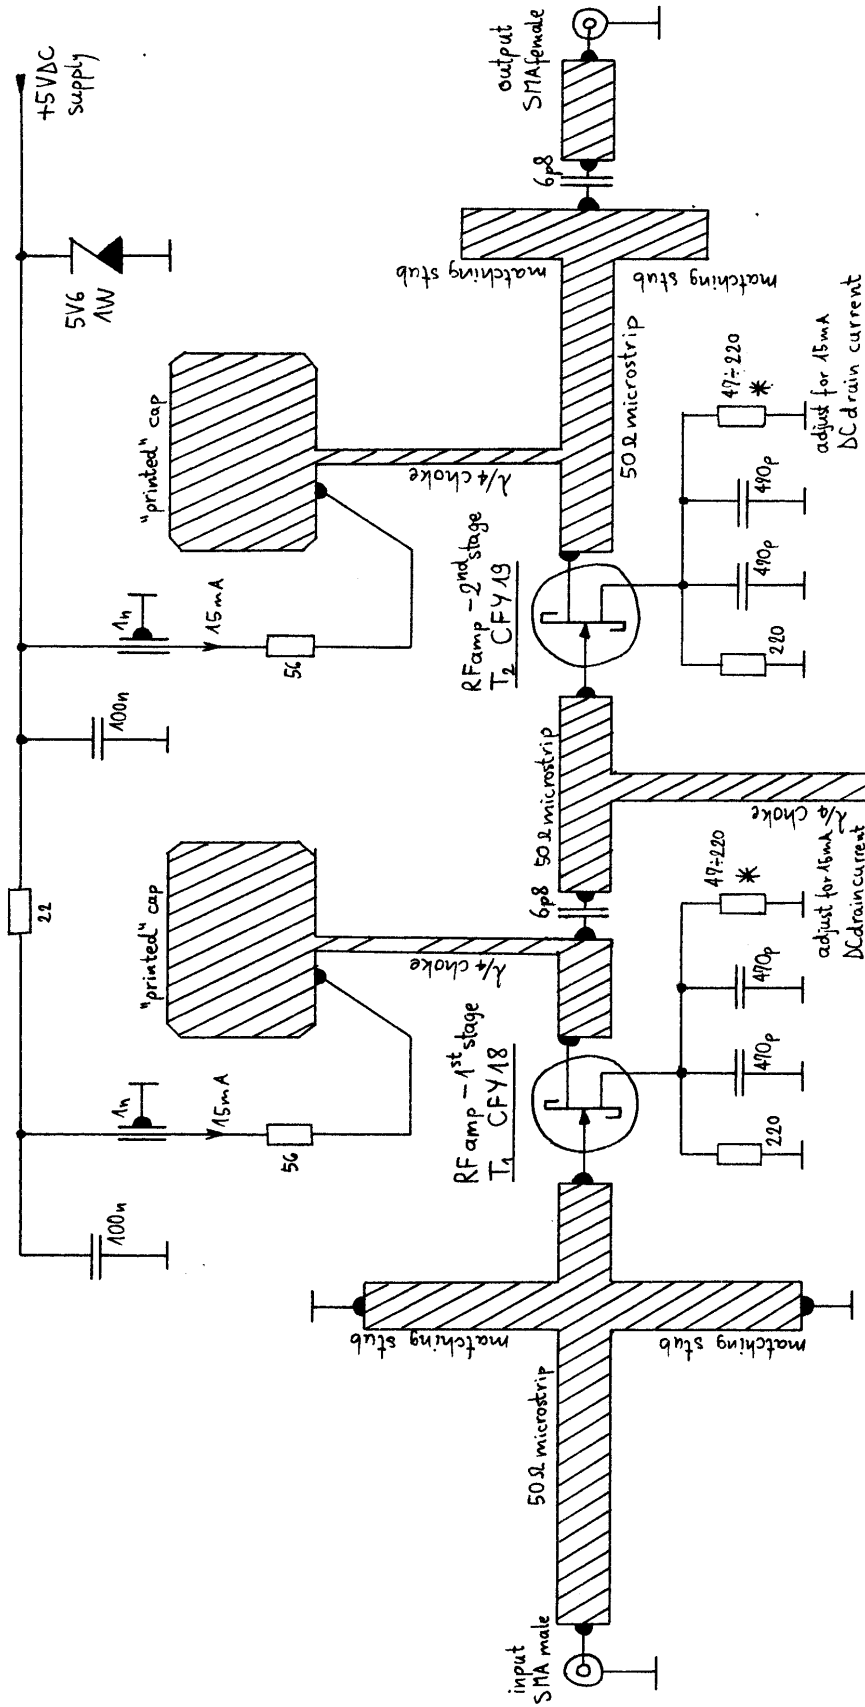 +5VDC
supply
5V6
1W
22
100n
1n
15mA
56
"printed" cap
λ/4 choke
100n
1n
15mA
56
"printed" cap
λ/4 choke
input
SMA male
50Ω microstrip
matching stub
matching stub
RF amp – 1st stage
T1 CFY18
220
470p
470p
47÷220
*
adjust for 15mA
DC drain current
6p8
50Ω microstrip
λ/4 choke
RF amp – 2nd stage
T2 CFY19
220
470p
470p
47÷220
*
adjust for 15mA
DC drain current
50Ω microstrip
matching stub
matching stub
6p8
output
SMA female